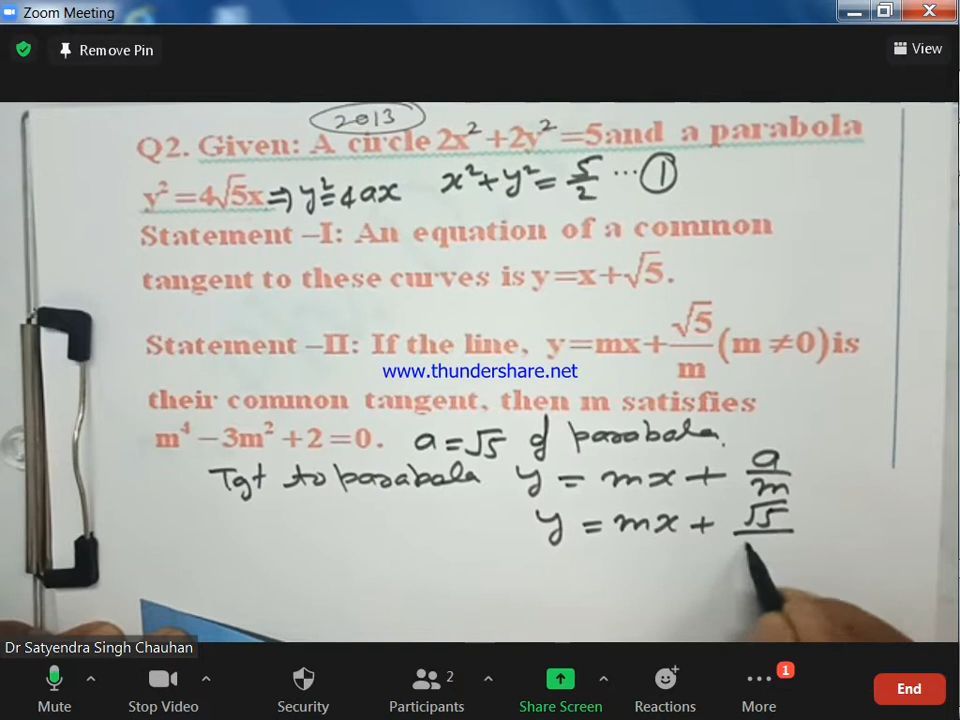 Zoom Meeting
Remove Pin
View
2013
Q2. Given: A circle 2x²+2y²=5and a parabola
y²=4√5x⇒y²=4ax x²+y²=5/2 ...①
Statement –I: An equation of a common
tangent to these curves is y=x+√5.
Statement –II: If the line, y=mx+√5/m(m≠0)is
www.thundershare.net
their common tangent, then m satisfies
m⁴−3m²+2=0. a=√5 of parabala.
Tgt to parabala y = mx + a/m
y = mx + √5/
Dr Satyendra Singh Chauhan
Mute
Stop Video
Security
Participants
2
Share Screen
Reactions
More
1
End